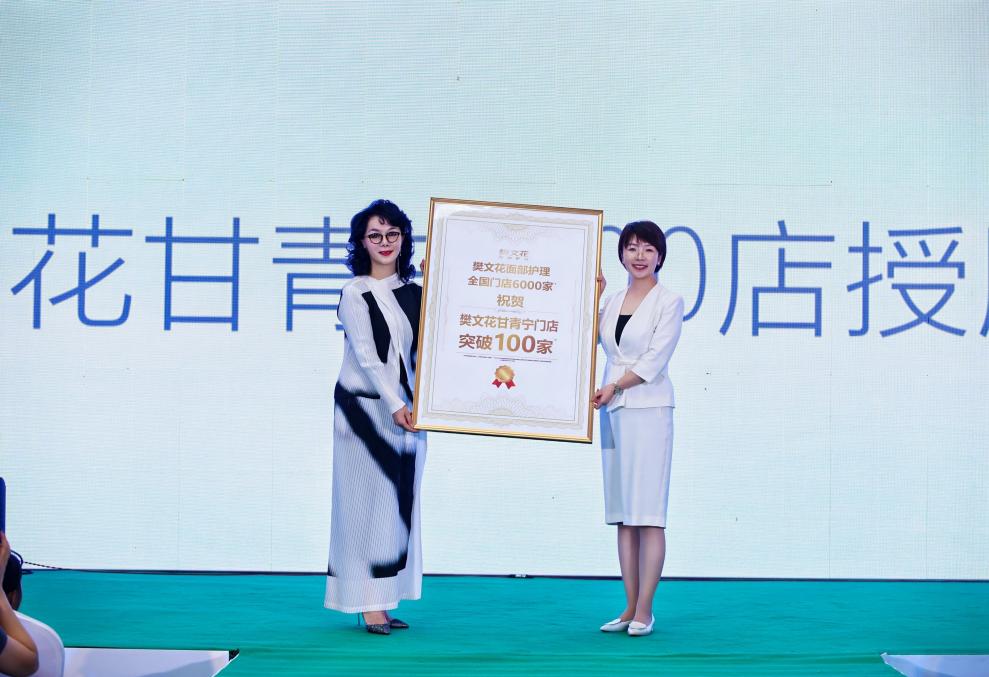 花甘青 0店授
樊文花
樊文花面部护理
全国门店6000家
祝贺
樊文花甘青宁门店
突破100家